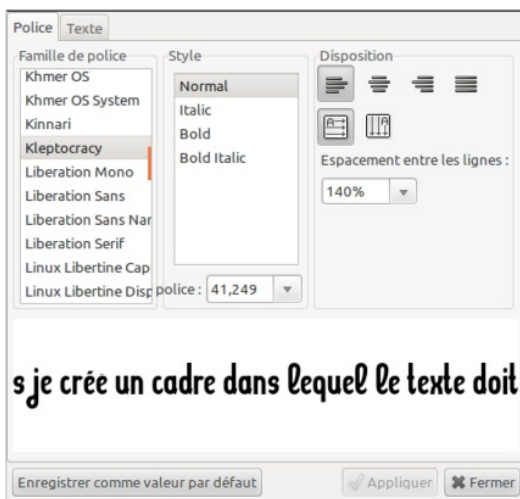 Police Texte
Famille de police Style Disposition
Khmer OS
Khmer OS System
Kinnari
Kleptocracy
Liberation Mono
Liberation Sans
Liberation Sans Nar
Liberation Serif
Linux Libertine Cap
Linux Libertine Disp
Normal
Italic
Bold
Bold Italic
police : 41,249
Espacement entre les lignes :
140%
s je crée un cadre dans lequel le texte doit
Enregistrer comme valeur par défaut Appliquer Fermer